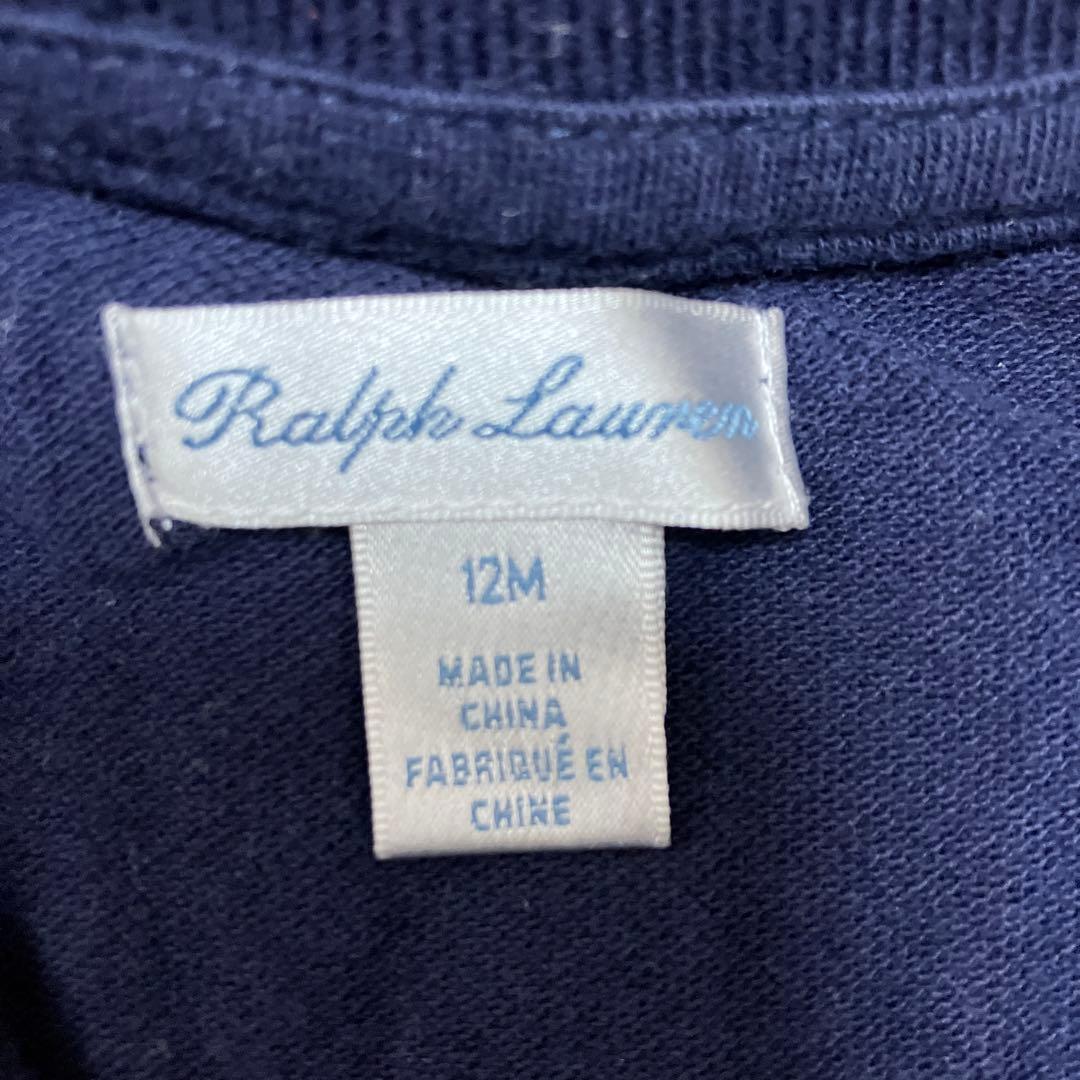 Ralph Lauren
12M
MADE IN
CHINA
FABRIQUÉ EN
CHINE